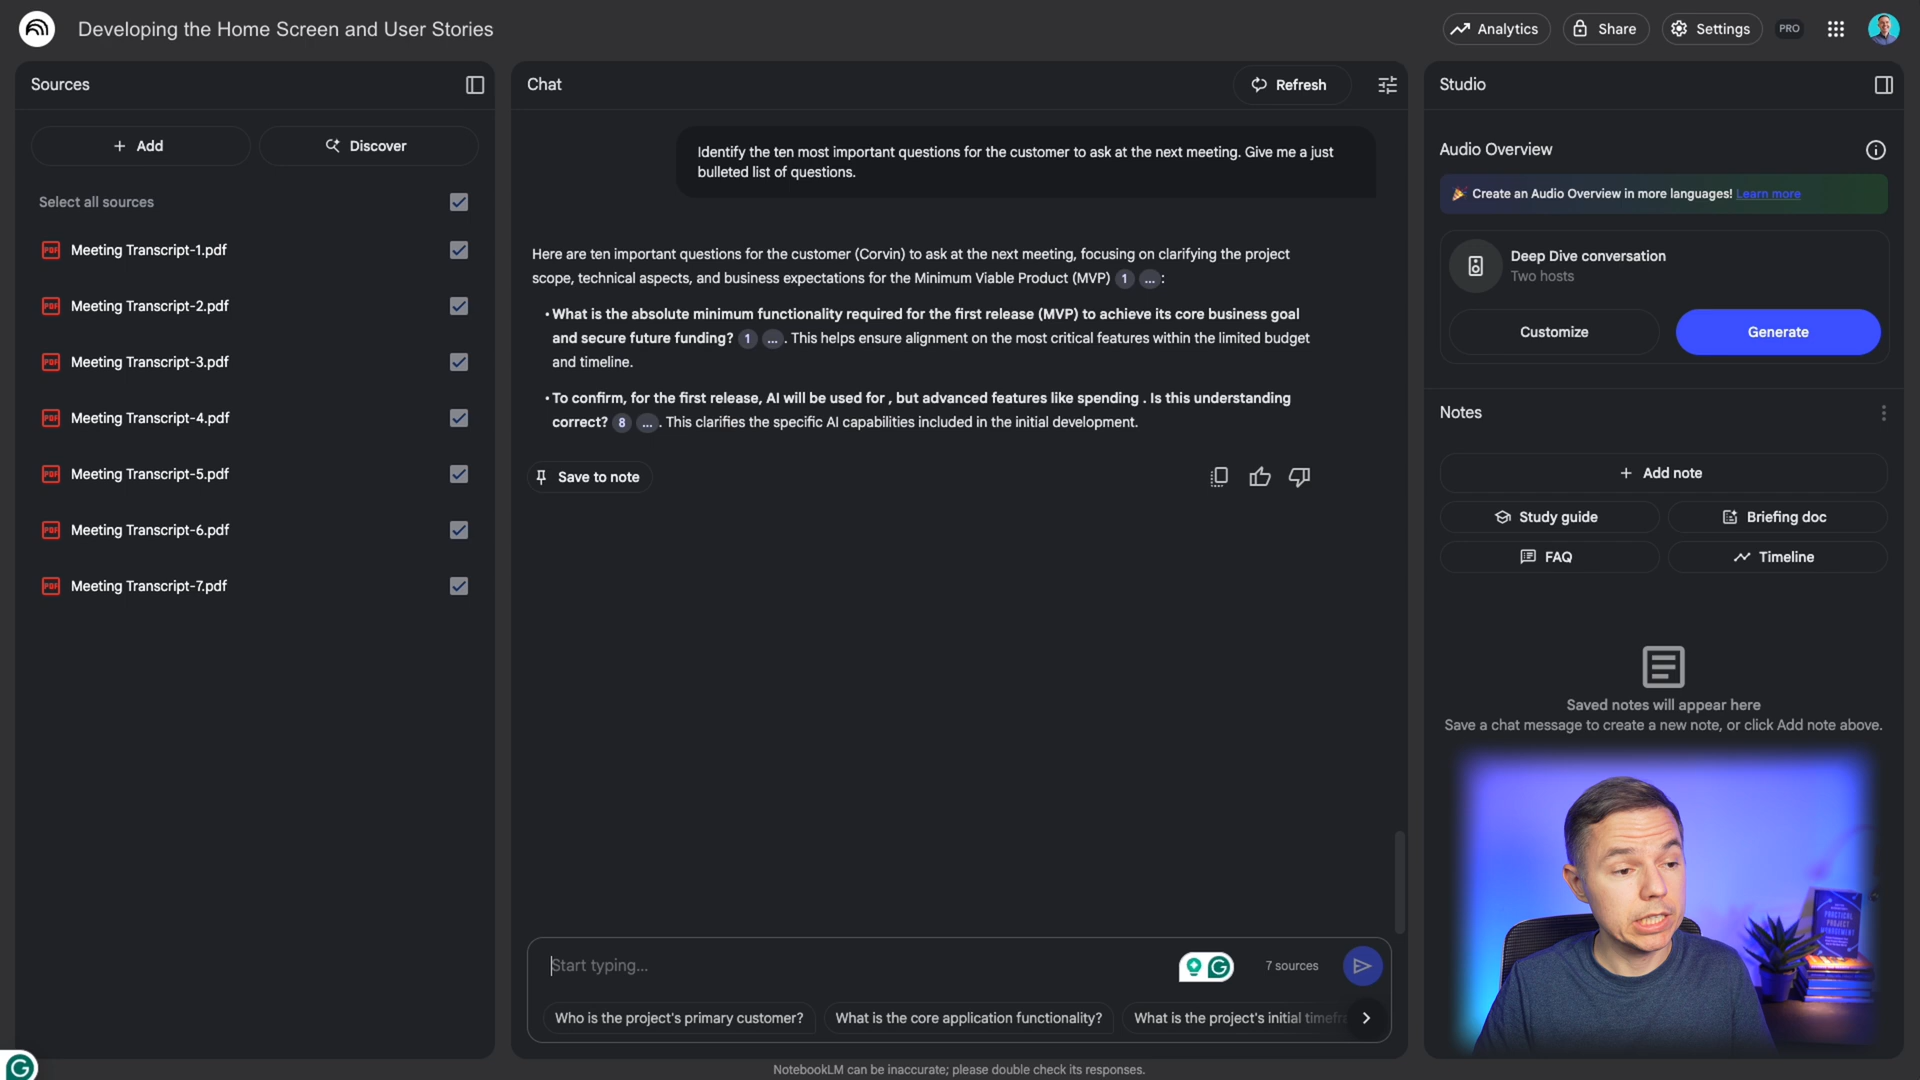 Developing the Home Screen and User Stories
Analytics
Share
Settings
PRO
Sources
Add
Discover
Select all sources
Meeting Transcript-1.pdf
Meeting Transcript-2.pdf
Meeting Transcript-3.pdf
Meeting Transcript-4.pdf
Meeting Transcript-5.pdf
Meeting Transcript-6.pdf
Meeting Transcript-7.pdf
Chat
Refresh
Identify the ten most important questions for the customer to ask at the next meeting. Give me a just
bulleted list of questions.
Here are ten important questions for the customer (Corvin) to ask at the next meeting, focusing on clarifying the project
scope, technical aspects, and business expectations for the Minimum Viable Product (MVP) 1 ... :
• What is the absolute minimum functionality required for the first release (MVP) to achieve its core business goal
and secure future funding? 1 ... . This helps ensure alignment on the most critical features within the limited budget
and timeline.
• To confirm, for the first release, AI will be used for , but advanced features like spending . Is this understanding
correct? 8 ... . This clarifies the specific AI capabilities included in the initial development.
Save to note
Start typing...
7 sources
Who is the project's primary customer?
What is the core application functionality?
What is the project's initial timefr
NotebookLM can be inaccurate; please double check its responses.
Studio
Audio Overview
Create an Audio Overview in more languages! Learn more
Deep Dive conversation
Two hosts
Customize
Generate
Notes
Add note
Study guide
Briefing doc
FAQ
Timeline
Saved notes will appear here
Save a chat message to create a new note, or click Add note above.
PRACTICAL
PROJECT
MANAGEMENT